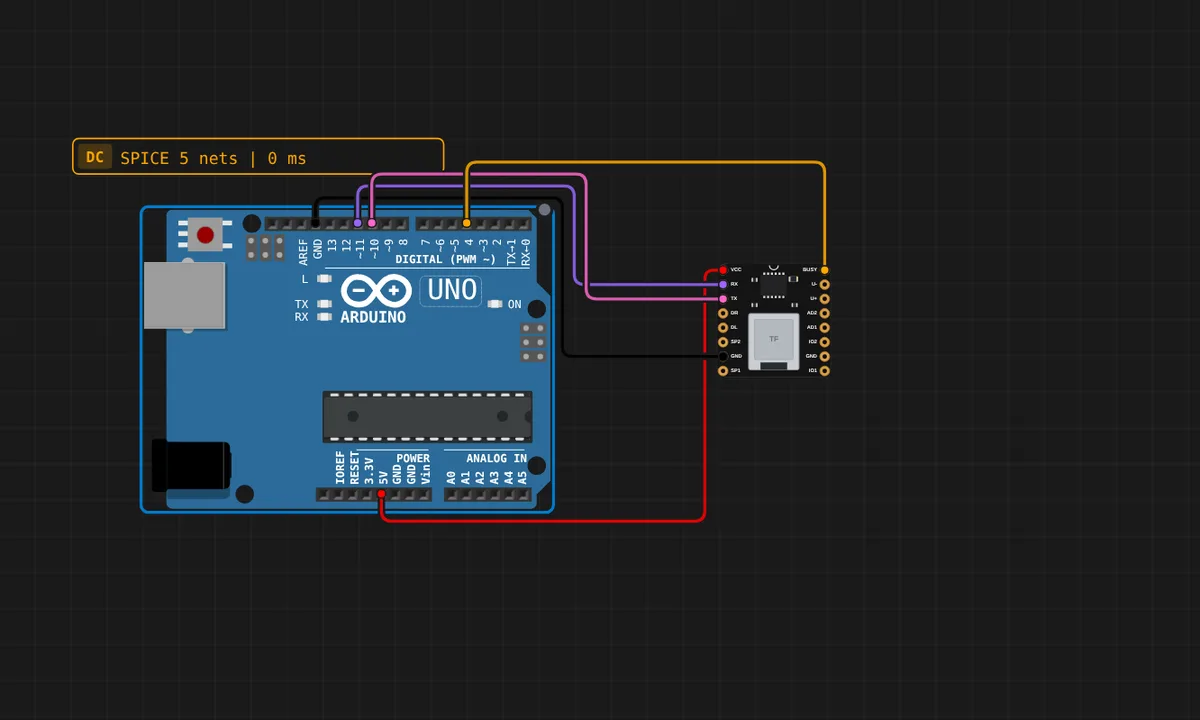 DC SPICE 5 nets | 0 ms
AREF
GND
13
12
~11
~10
~9
8
7
~6
~5
4
~3
2
TX→1
RX←0
DIGITAL (PWM ~)
L
TX
RX
UNO
ON
ARDUINO
IOREF
RESET
3.3V
5V
GND
GND
Vin
POWER
ANALOG IN
A0
A1
A2
A3
A4
A5
VCC
RX
TX
DR
DL
SP2
GND
SP1
TF
BUSY
U-
U+
AD2
AD1
IO2
GND
IO1